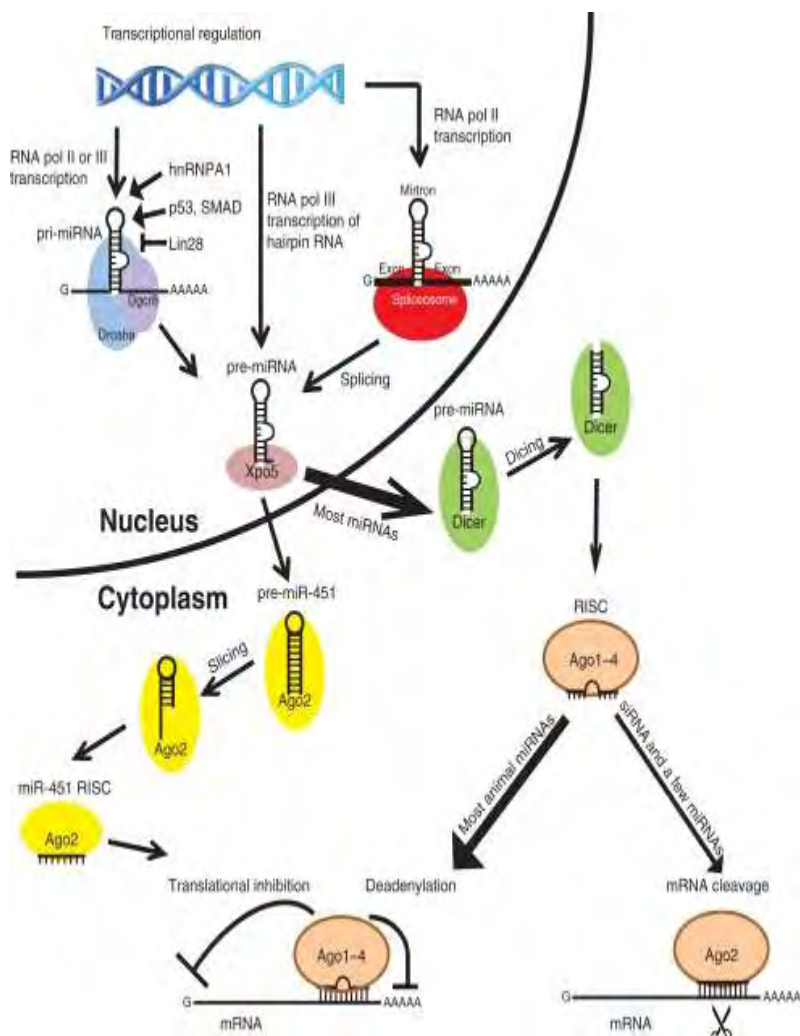 Transcriptional regulation
RNA pol II
transcription
RNA pol II or III
transcription
hnRNPA1
p53, SMAD
Lin28
pri-miRNA
RNA pol III
transcription of
hairpin RNA
Mirtron
G
Dgcr8
AAAAA
Drosha
Exon
Exon
G
AAAAA
Spliceosome
Splicing
pre-miRNA
Xpo5
pre-miRNA
Dicer
Dicing
Dicer
Most miRNAs
Nucleus
Cytoplasm
pre-miR-451
Ago2
Slicing
Ago2
miR-451 RISC
Ago2
RISC
Ago1–4
Most animal miRNAs
siRNA and a few miRNAs
Translational inhibition
Deadenylation
mRNA cleavage
Ago1–4
G
AAAAA
mRNA
Ago2
G
AAAAA
mRNA